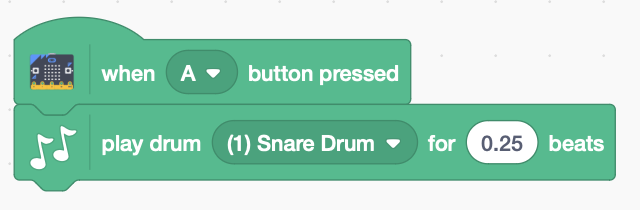 when A button pressed
play drum (1) Snare Drum for 0.25 beats